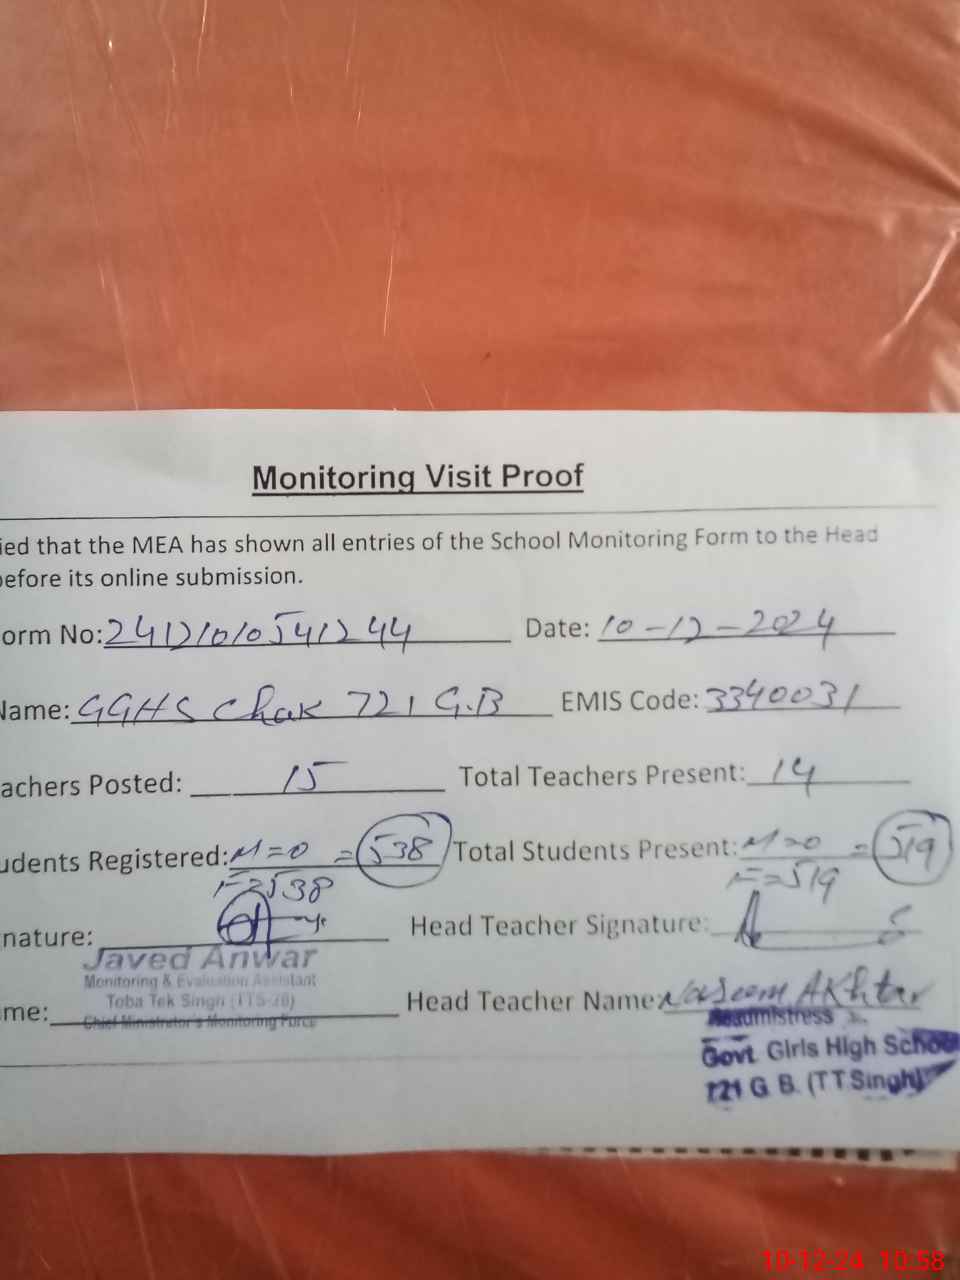 Monitoring Visit Proof
ied that the MEA has shown all entries of the School Monitoring Form to the Head
before its online submission.
orm No: 24121010541244 Date: 10-12-2024
Name: GGHS Chak 721 G.B EMIS Code: 3340031
achers Posted: 15 Total Teachers Present: 14
udents Registered: M=0 =538 Total Students Present: M=0 =519
F=538 F=519
nature: Head Teacher Signature:
Javed Anwar
Monitoring & Evaluation Assistant
Toba Tek Singh (TTS-
me: Head Teacher Name: Naseem Akhtar
Chief Minister's Monitoring Force
Headmistress
Govt. Girls High School
721 G. B. (T T Singh)
10-12-24 10:58